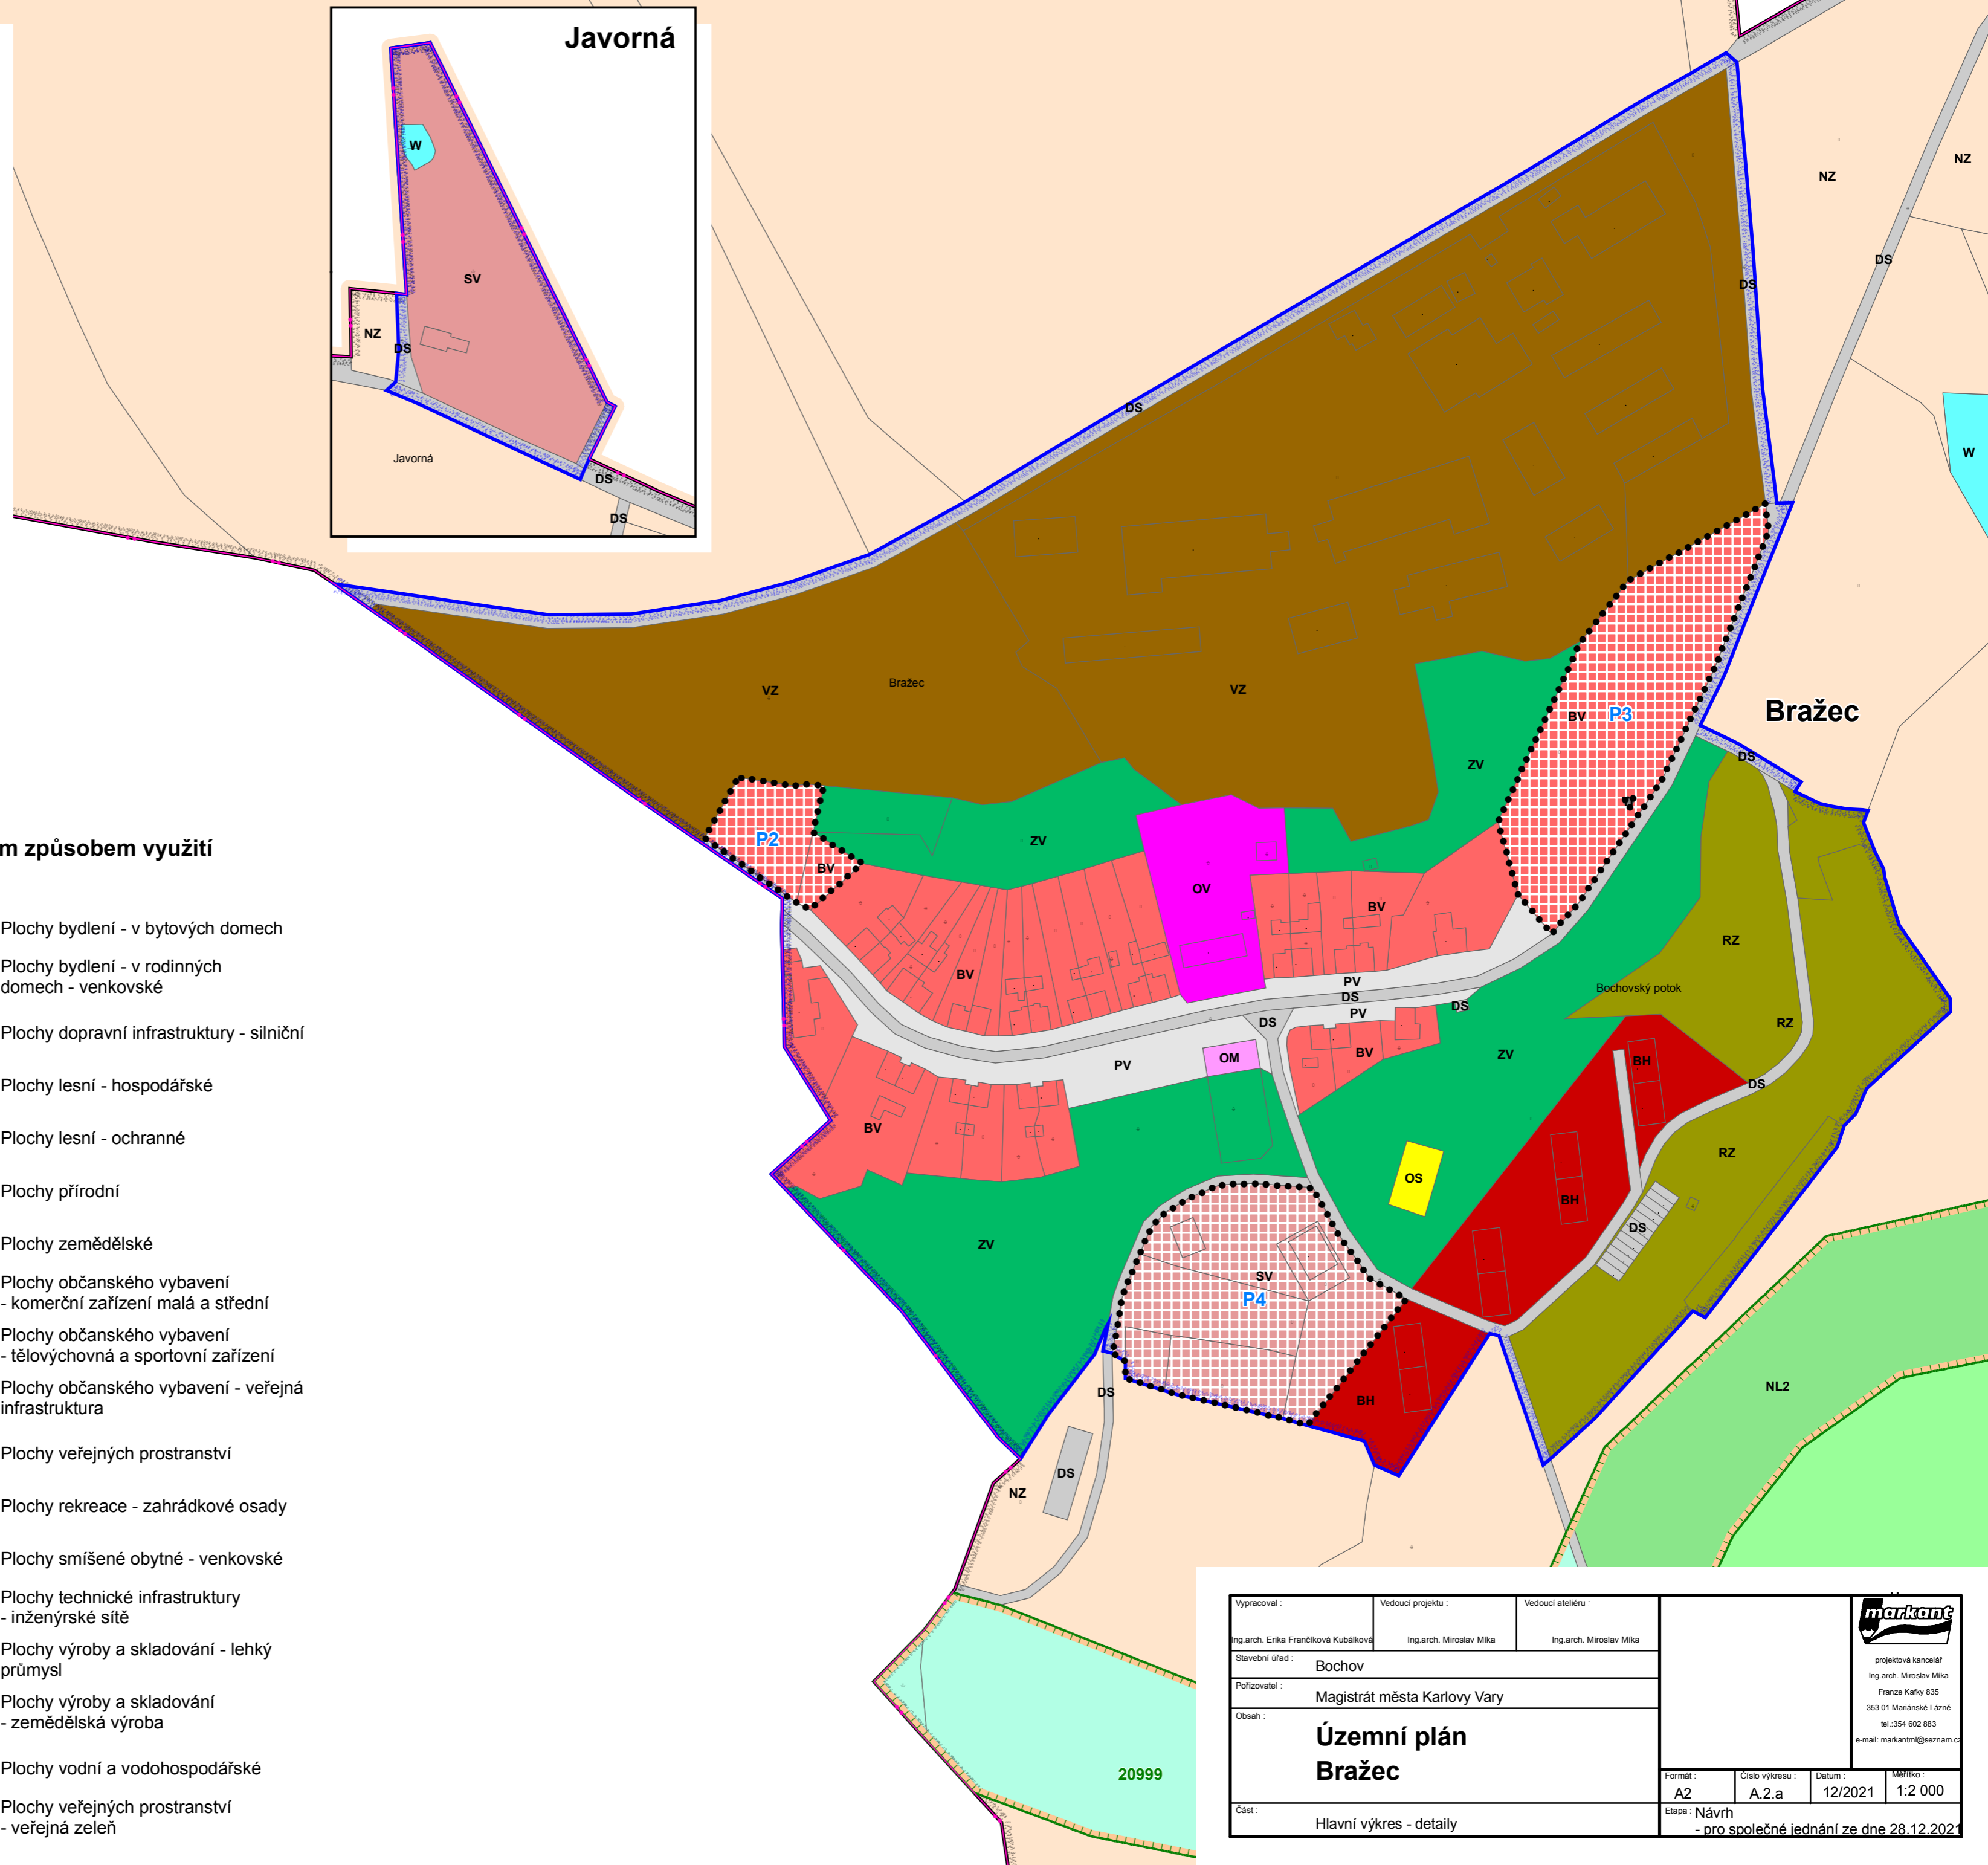 Javorná
W
SV
NZ
DS
Javorná
DS
DS
NZ
NZ
DS
DS
DS
W
VZ
Bražec
VZ
BV
P3
Bražec
ZV
DS
P2
BV
ZV
OV
BV
RZ
BV
PV
DS
PV
DS
DS
Bochovský potok
RZ
OM
BV
ZV
PV
BH
DS
BV
RZ
OS
BH
DS
ZV
SV
P4
DS
BH
NL2
DS
NZ
20999
m způsobem využití
Plochy bydlení - v bytových domech
Plochy bydlení - v rodinných
domech - venkovské
Plochy dopravní infrastruktury - silniční
Plochy lesní - hospodářské
Plochy lesní - ochranné
Plochy přírodní
Plochy zemědělské
Plochy občanského vybavení
- komerční zařízení malá a střední
Plochy občanského vybavení
- tělovýchovná a sportovní zařízení
Plochy občanského vybavení - veřejná
infrastruktura
Plochy veřejných prostranství
Plochy rekreace - zahrádkové osady
Plochy smíšené obytné - venkovské
Plochy technické infrastruktury
- inženýrské sítě
Plochy výroby a skladování - lehký
průmysl
Plochy výroby a skladování
- zemědělská výroba
Plochy vodní a vodohospodářské
Plochy veřejných prostranství
- veřejná zeleň
Vypracoval :
Ing.arch. Erika Frančíková Kubálková
Vedoucí projektu :
Ing.arch. Miroslav Míka
Vedoucí ateliéru :
Ing.arch. Miroslav Míka
Stavební úřad :
Bochov
Pořizovatel :
Magistrát města Karlovy Vary
Obsah :
Územní plán
Bražec
Část :
Hlavní výkres - detaily
markant
projektová kancelář
Ing.arch. Miroslav Míka
Franze Kafky 835
353 01 Mariánské Lázně
tel.:354 602 883
e-mail: markantml@seznam.cz
Formát :
A2
Číslo výkresu :
A.2.a
Datum :
12/2021
Měřítko :
1:2 000
Etapa : Návrh
- pro společné jednání ze dne 28.12.2021